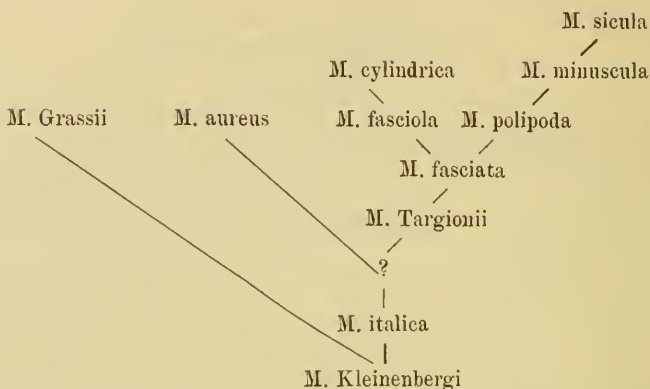 M. sicula
M. minuscula
M. cylindrica
M. Grassii M. aureus M. fasciola M. polipoda
M. fasciata
M. Targionii
?
M. italica
M. Kleinenbergi